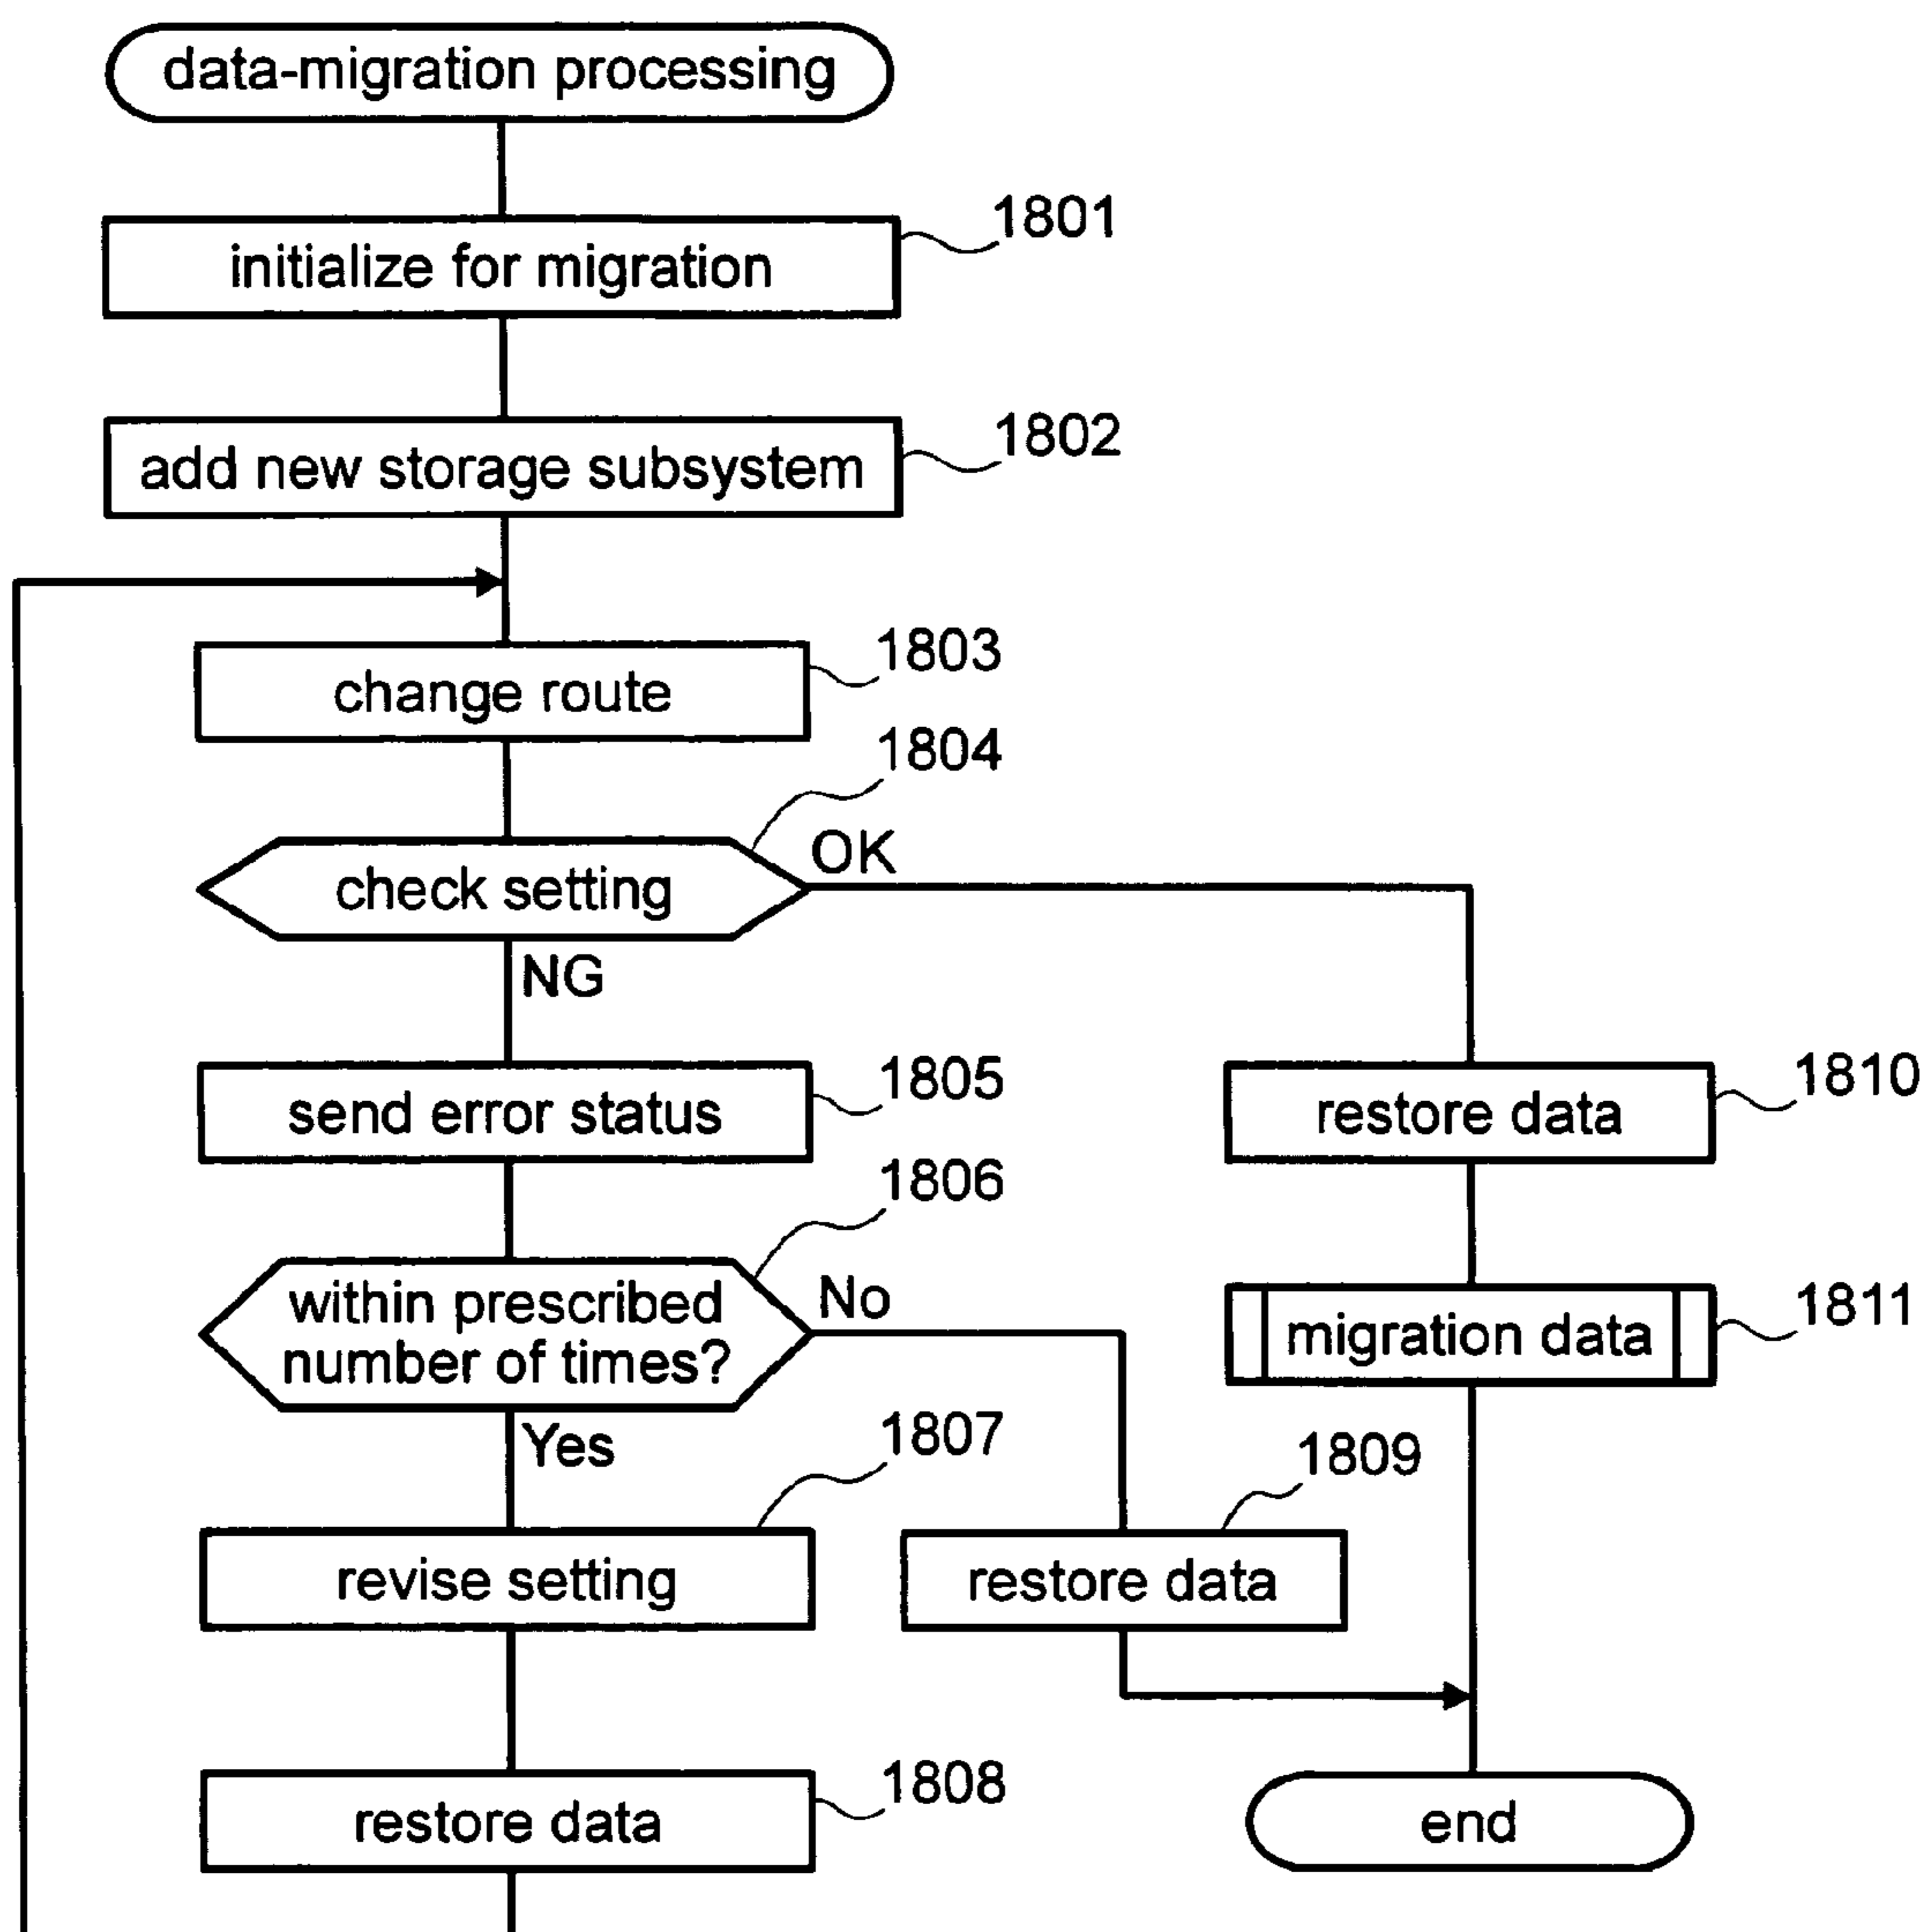 data-migration processing
1801
initialize for migration
1802
add new storage subsystem
1803
change route
1804
check setting
OK
NG
1805
send error status
1810
restore data
1806
within prescribed
number of times?
No
1811
migration data
Yes
1807
revise setting
1809
restore data
1808
restore data
end